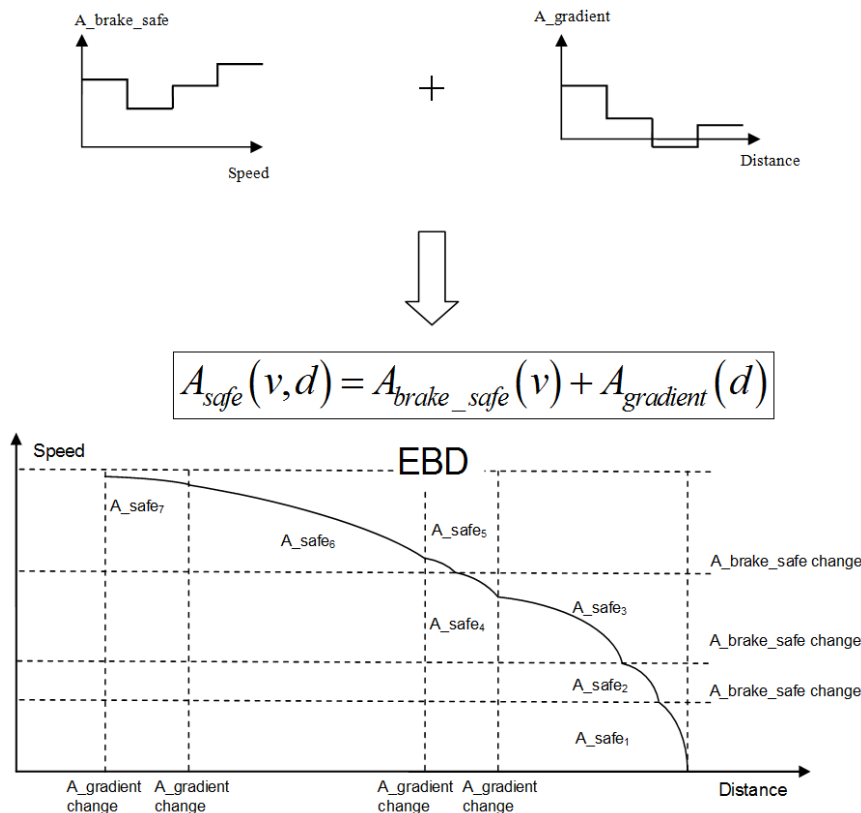 A_brake_safe
A_gradient
+
Speed
Distance
A_safe(v,d) = A_brake_safe(v) + A_gradient(d)
Speed
EBD
A_safe₇
A_safe₅
A_safe₆
A_brake_safe change
A_safe₃
A_safe₄
A_brake_safe change
A_safe₂
A_brake_safe change
A_safe₁
A_gradient change
A_gradient change
A_gradient change
A_gradient change
Distance